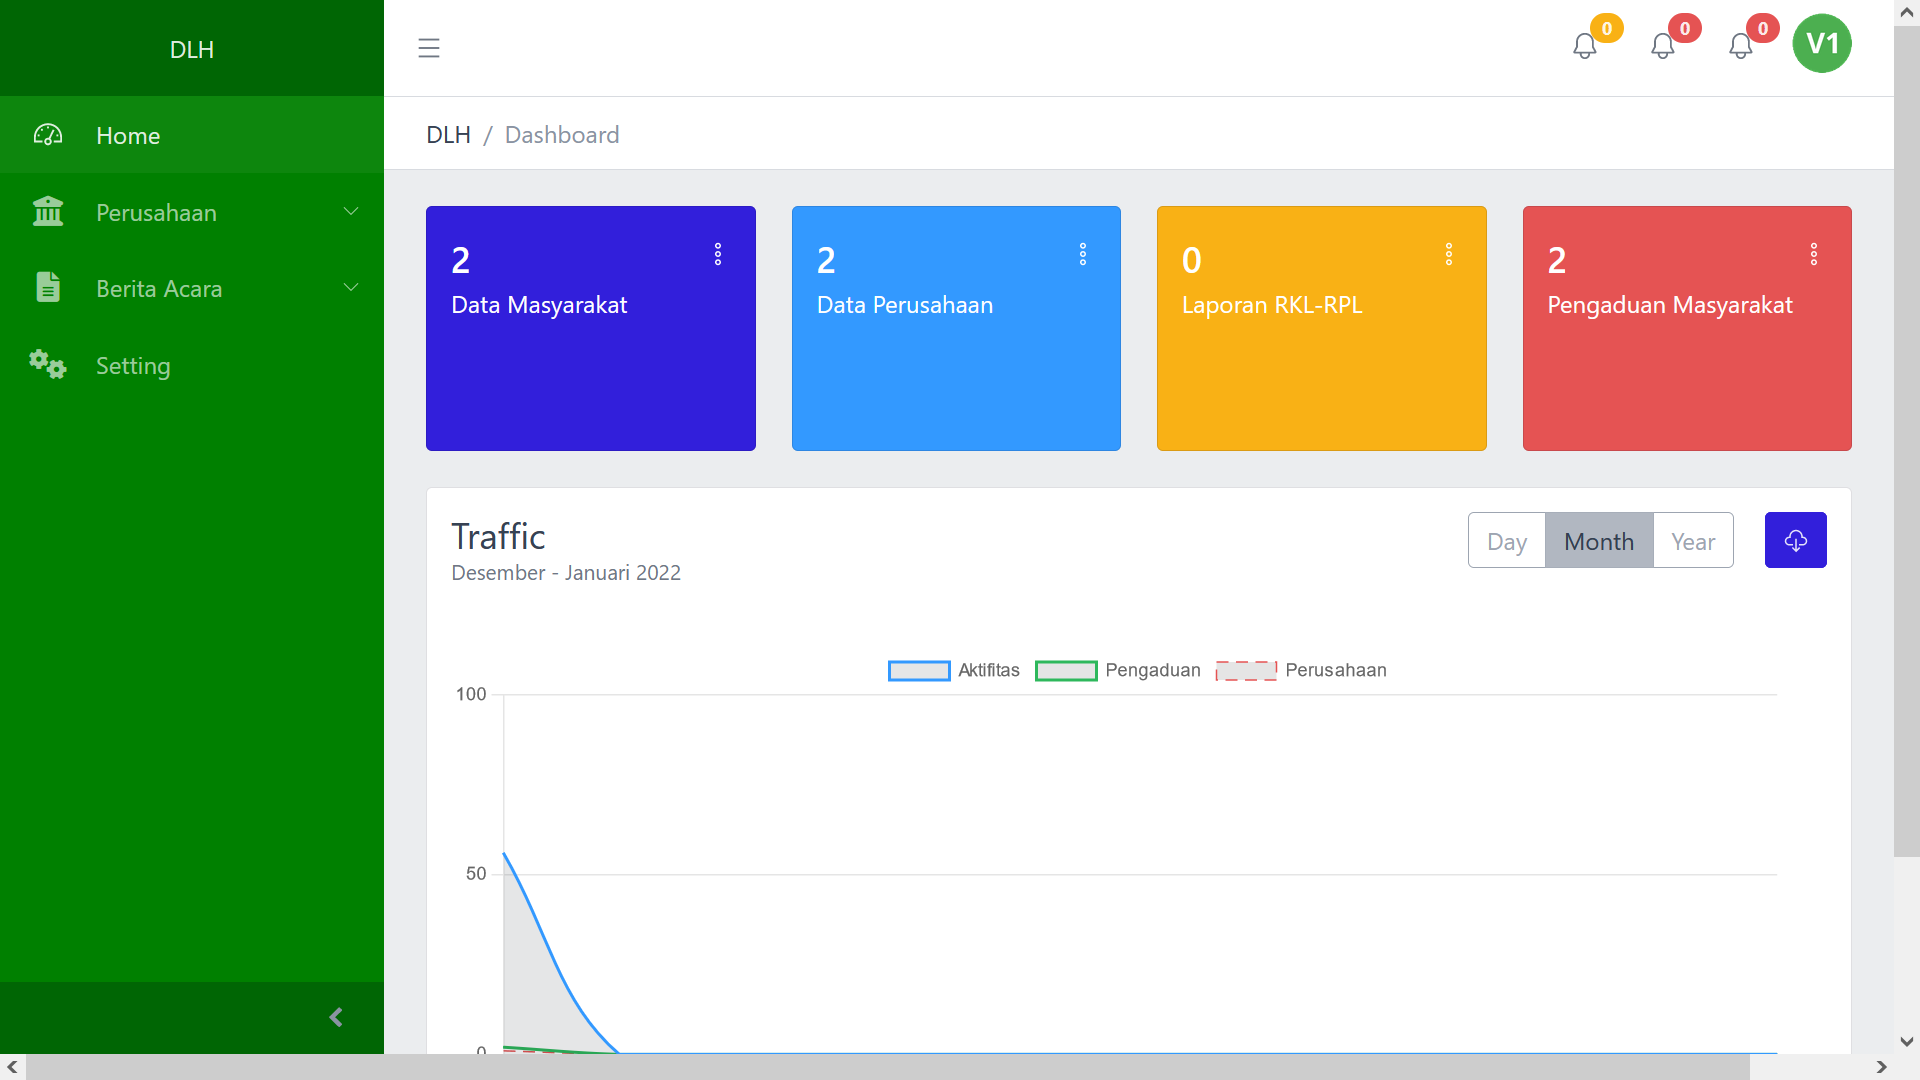 DLH
0
0
0
V1
Home
Perusahaan
Berita Acara
Setting
DLH / Dashboard
2
Data Masyarakat
2
Data Perusahaan
0
Laporan RKL-RPL
2
Pengaduan Masyarakat
Traffic
Desember - Januari 2022
Day
Month
Year
Aktifitas
Pengaduan
Perusahaan
100
50
0